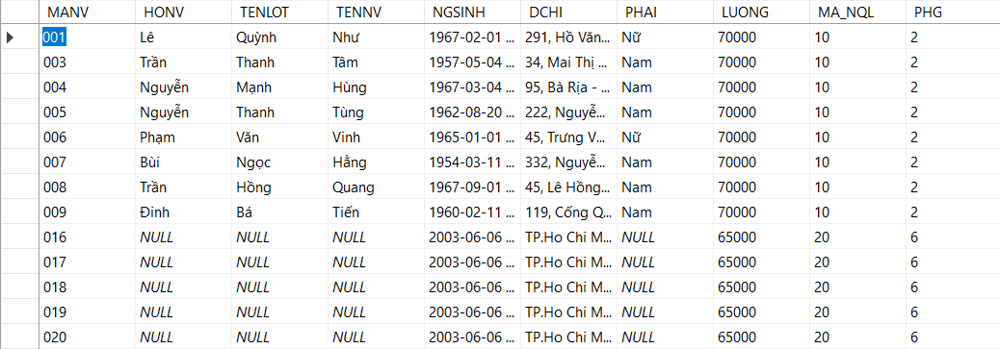 MANV HONV TENLOT TENNV NGSINH DCHI PHAI LUONG MA_NQL PHG
001 Lê Quỳnh Như 1967-02-01 ... 291, Hồ Văn... Nữ 70000 10 2
003 Trần Thanh Tâm 1957-05-04 ... 34, Mai Thị ... Nam 70000 10 2
004 Nguyễn Mạnh Hùng 1967-03-04 ... 95, Bà Rịa - ... Nam 70000 10 2
005 Nguyễn Thanh Tùng 1962-08-20 ... 222, Nguyễ... Nam 70000 10 2
006 Phạm Văn Vinh 1965-01-01 ... 45, Trưng V... Nữ 70000 10 2
007 Bùi Ngọc Hằng 1954-03-11 ... 332, Nguyễ... Nam 70000 10 2
008 Trần Hồng Quang 1967-09-01 ... 45, Lê Hồng... Nam 70000 10 2
009 Đinh Bá Tiến 1960-02-11 ... 119, Cống Q... Nam 70000 10 2
016 NULL NULL NULL 2003-06-06 ... TP.Ho Chi M... NULL 65000 20 6
017 NULL NULL NULL 2003-06-06 ... TP.Ho Chi M... NULL 65000 20 6
018 NULL NULL NULL 2003-06-06 ... TP.Ho Chi M... NULL 65000 20 6
019 NULL NULL NULL 2003-06-06 ... TP.Ho Chi M... NULL 65000 20 6
020 NULL NULL NULL 2003-06-06 ... TP.Ho Chi M... NULL 65000 20 6